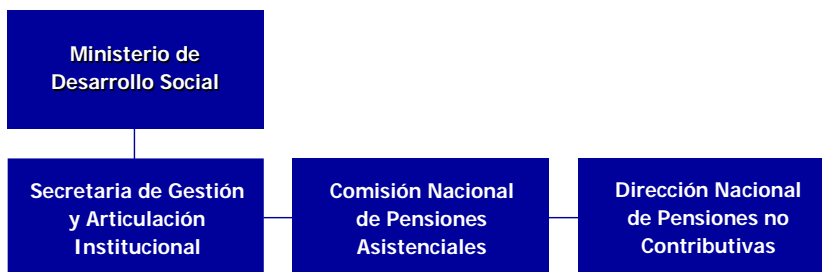 Ministerio de
Desarrollo Social
Secretaria de Gestión
y Articulación
Institucional
Comisión Nacional
de Pensiones
Asistenciales
Dirección Nacional
de Pensiones no
Contributivas